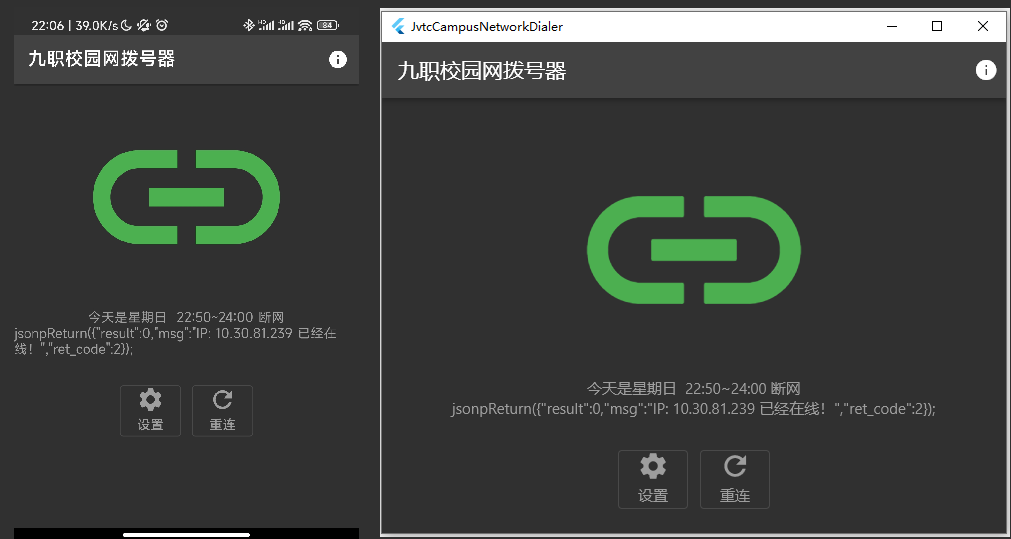 22:06 | 39.0K/s
84
九职校园网拨号器
今天是星期日 22:50~24:00 断网
jsonpReturn({"result":0,"msg":"IP: 10.30.81.239 已经在
线！","ret_code":2});
设置
重连
JvtcCampusNetworkDialer
九职校园网拨号器
今天是星期日 22:50~24:00 断网
jsonpReturn({"result":0,"msg":"IP: 10.30.81.239 已经在线！","ret_code":2});
设置
重连